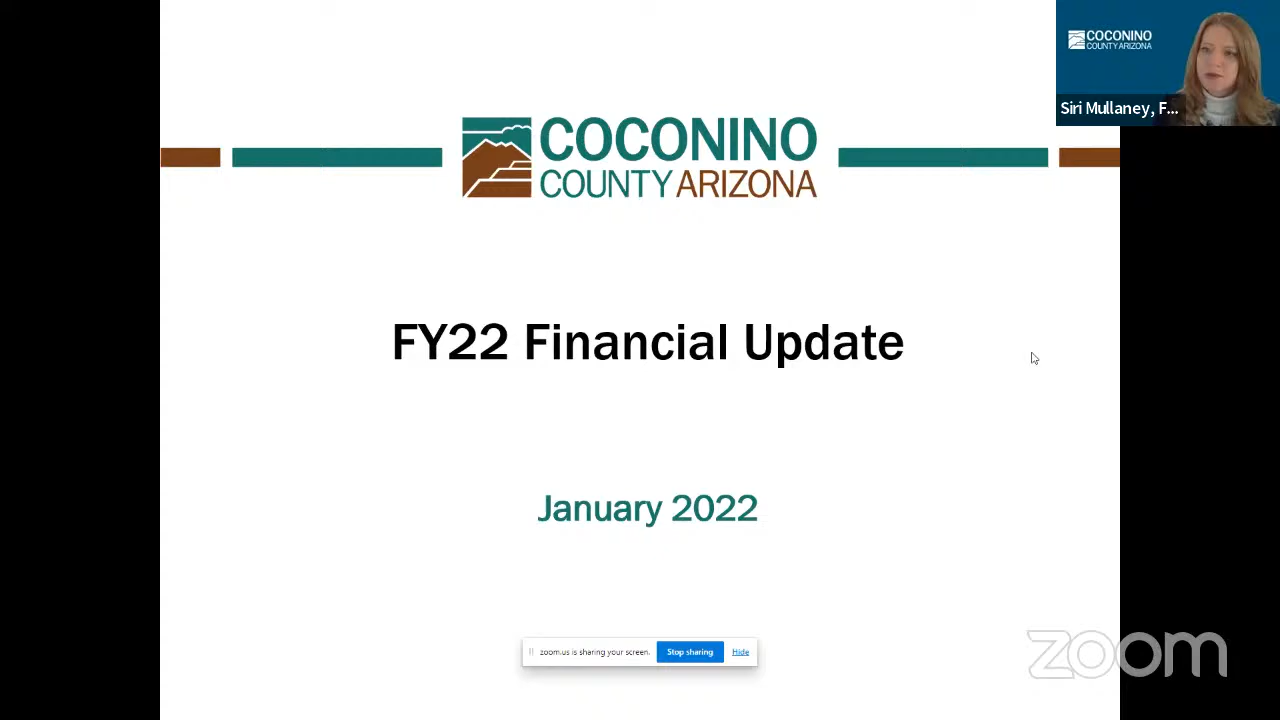 COCONINO
COUNTY ARIZONA
Siri Mullaney, F...
COCONINO
COUNTY ARIZONA
FY22 Financial Update
January 2022
zoom.us is sharing your screen.
Stop sharing
Hide
zoom